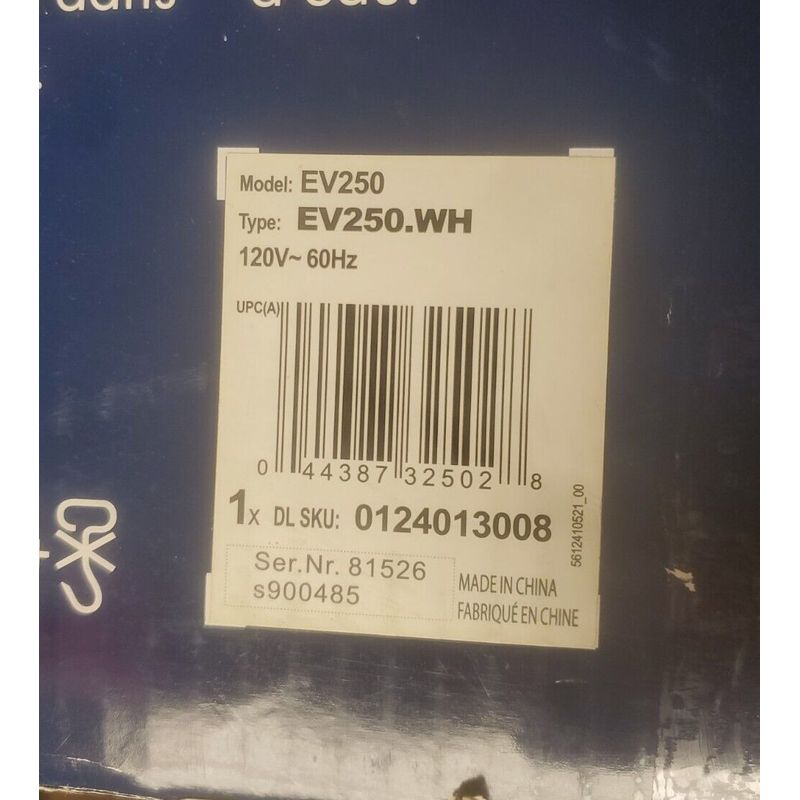 dans
Model: EV250
Type: EV250.WH
120V~ 60Hz
UPC(A)
0 44387 32502 8
1x DL SKU: 0124013008
5612410521_00
Ser.Nr. 81526
s900485
MADE IN CHINA
FABRIQUÉ EN CHINE